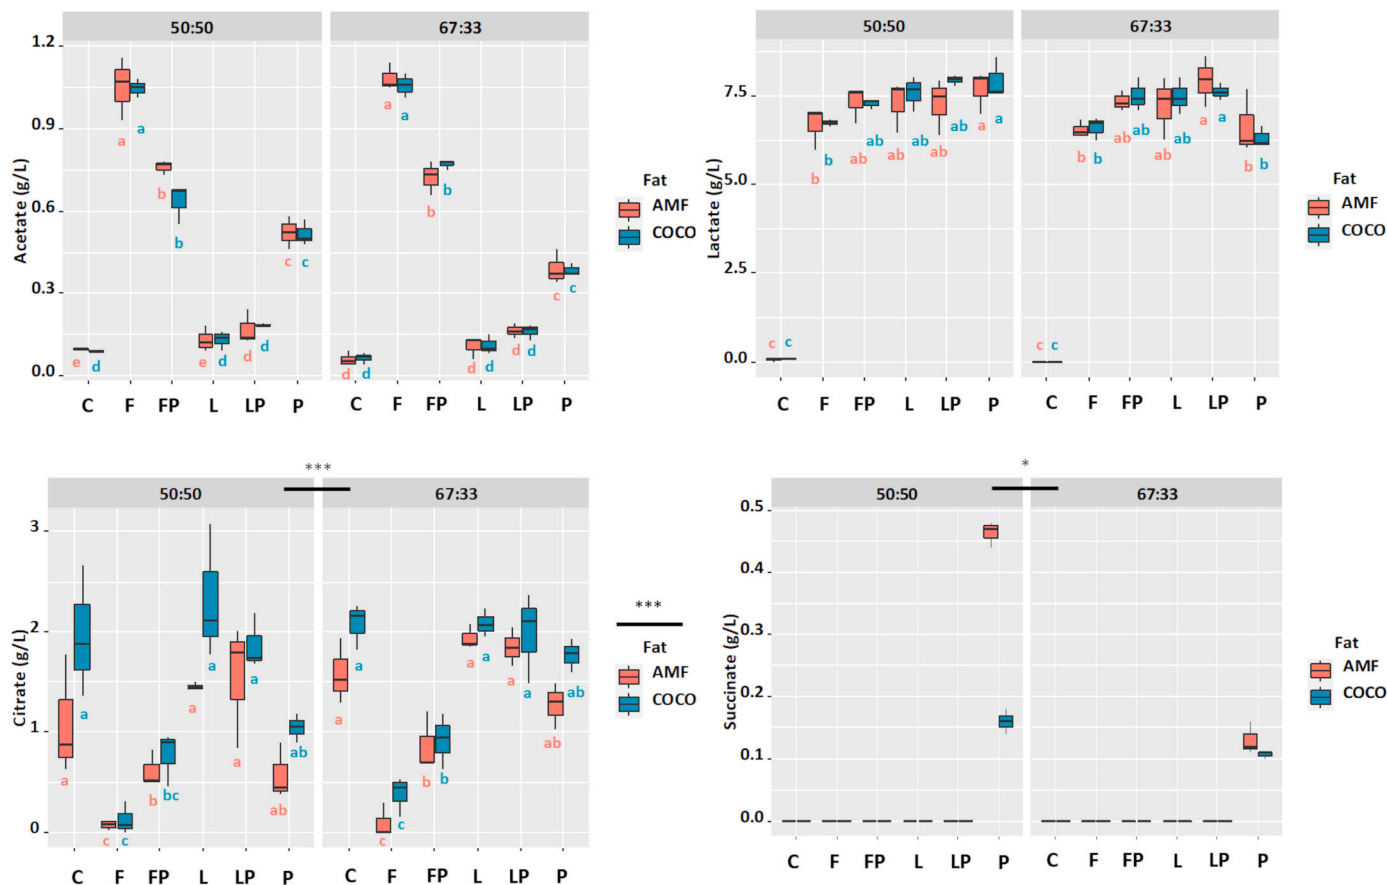 50:50 67:33
1.2
0.9
0.6
0.3
0.0
Acetate (g/L)
a a b b e d e d d d c c
a a b b d d d d d d c c
C F FP L LP P C F FP L LP P
Fat
AMF
COCO
50:50 67:33
7.5
5.0
2.5
0.0
Lactate (g/L)
c c b b ab ab ab ab ab ab a a
c c b b ab ab ab ab a a b b
C F FP L LP P C F FP L LP P
Fat
AMF
COCO
***
50:50 67:33
3
2
1
0
Citrate (g/L)
a a c c b bc a a a a ab ab
a a c c b b a a a a ab ab
C F FP L LP P C F FP L LP P
***
Fat
AMF
COCO
*
50:50 67:33
0.5
0.4
0.3
0.2
0.1
0.0
Succinate (g/L)
C F FP L LP P C F FP L LP P
Fat
AMF
COCO